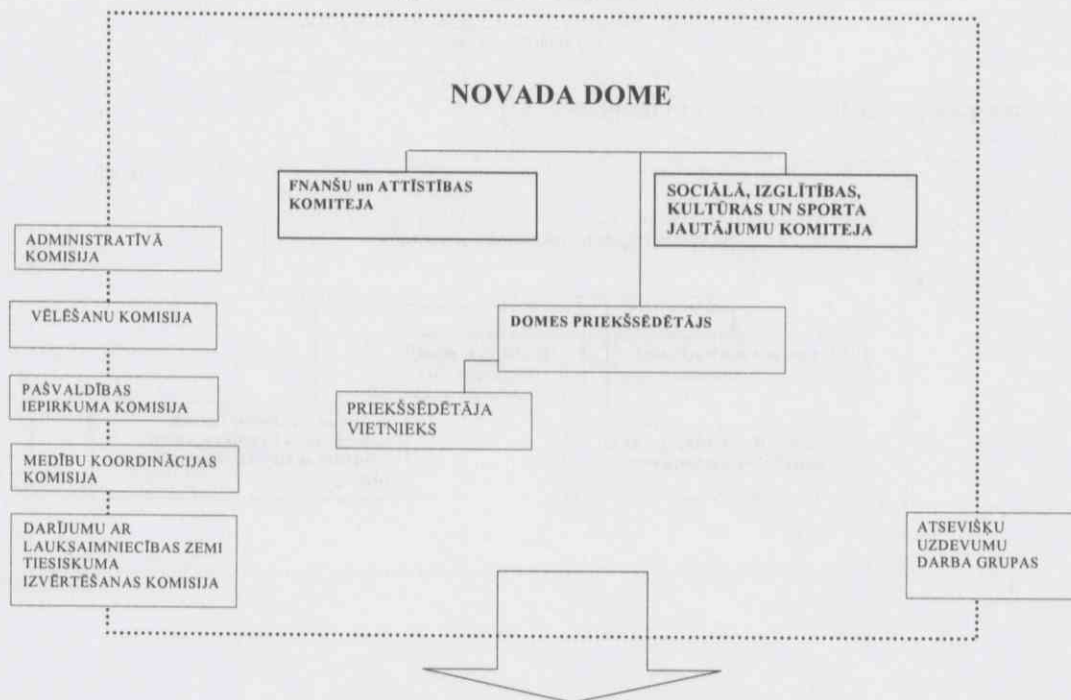 NOVADA DOME
FNANŠU un ATTĪSTĪBAS
KOMITEJA
SOCIĀLĀ, IZGLĪTĪBAS,
KULTŪRAS UN SPORTA
JAUTĀJUMU KOMITEJA
ADMINISTRATĪVĀ
KOMISIJA
VĒLĒŠANU KOMISIJA
DOMES PRIEKŠSĒDĒTĀJS
PAŠVALDĪBAS
IEPIRKUMA KOMISIJA
PRIEKŠSĒDĒTĀJA
VIETNIEKS
MEDĪBU KOORDINĀCIJAS
KOMISIJA
DARĪJUMU AR
LAUKSAIMNIECĪBAS ZEMI
TIESISKUMA
IZVĒRTĒŠANAS KOMISIJA
ATSEVIŠĶU
UZDEVUMU
DARBA GRUPAS